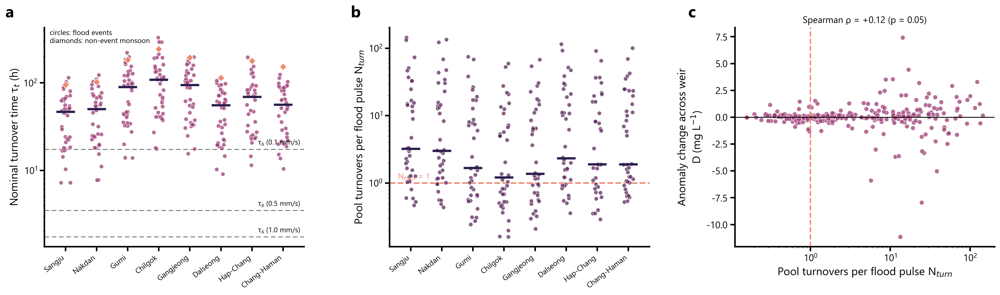 a
circles: flood events
diamonds: non-event monsoon
Nominal turnover time τt (h)
10²
10¹
τs (0.1 mm/s)
τs (0.5 mm/s)
τs (1.0 mm/s)
Sangju
Nakdan
Gumi
Chilgok
Gangjeong
Dalseong
Hap-Chang
Chang-Haman
b
Pool turnovers per flood pulse Nturn
10²
10¹
10⁰
Nturn = 1
Sangju
Nakdan
Gumi
Chilgok
Gangjeong
Dalseong
Hap-Chang
Chang-Haman
c
Spearman ρ = +0.12 (p = 0.05)
Anomaly change across weir
D (mg L⁻¹)
7.5
5.0
2.5
0.0
-2.5
-5.0
-7.5
-10.0
10⁰
10¹
10²
Pool turnovers per flood pulse Nturn